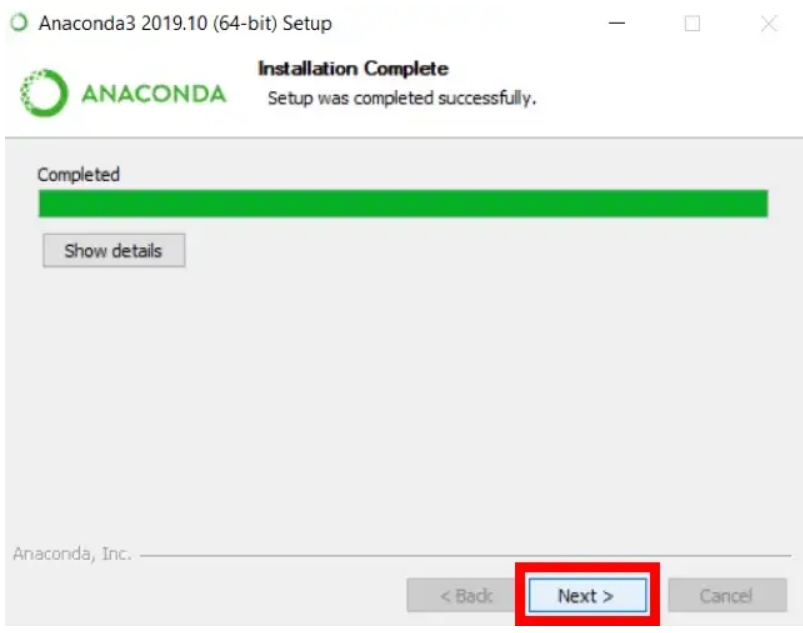 Anaconda3 2019.10 (64-bit) Setup
ANACONDA
Installation Complete
Setup was completed successfully.
Completed
Show details
Anaconda, Inc.
< Back
Next >
Cancel